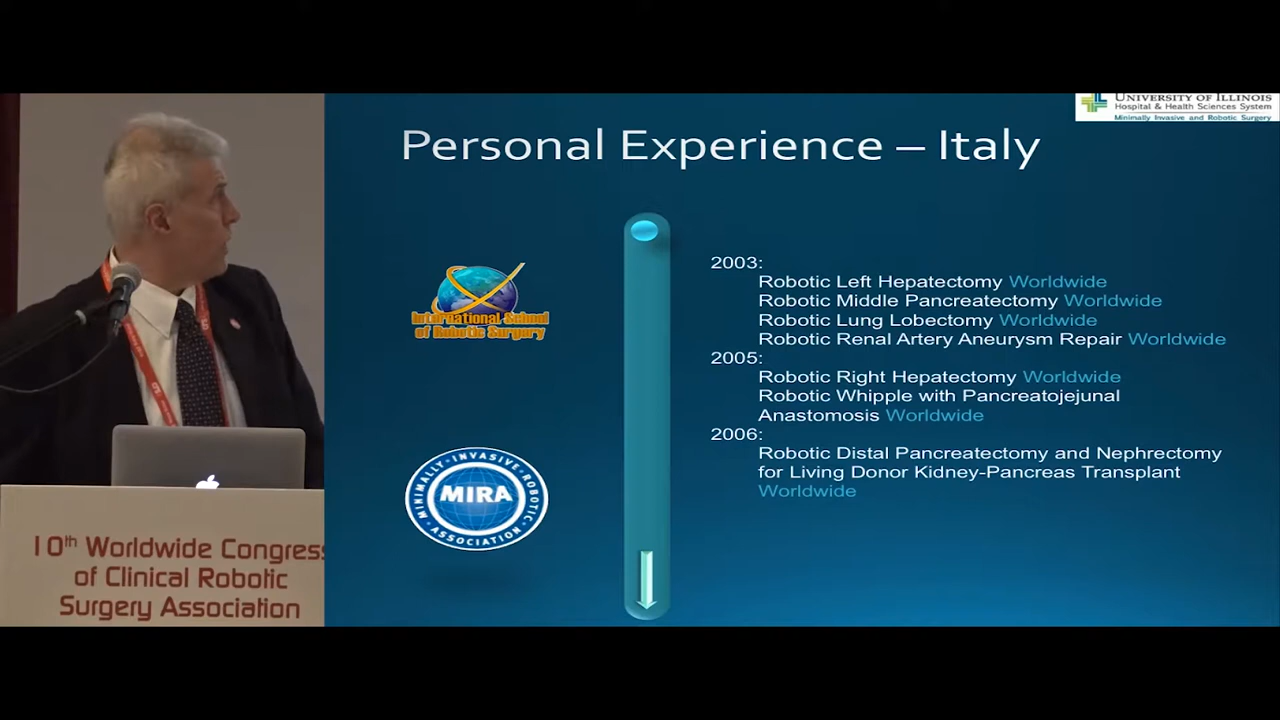 UNIVERSITY OF ILLINOIS
Hospital & Health Sciences System
Minimally Invasive and Robotic Surgery
Personal Experience – Italy
International School
of Robotic Surgery
2003:
Robotic Left Hepatectomy Worldwide
Robotic Middle Pancreatectomy Worldwide
Robotic Lung Lobectomy Worldwide
Robotic Renal Artery Aneurysm Repair Worldwide
2005:
Robotic Right Hepatectomy Worldwide
Robotic Whipple with Pancreatojejunal
Anastomosis Worldwide
2006:
Robotic Distal Pancreatectomy and Nephrectomy
for Living Donor Kidney-Pancreas Transplant
Worldwide
MINIMALLY-INVASIVE ROBOTIC
MIRA
ASSOCIATION
10th Worldwide Congress
of Clinical Robotic
Surgery Association